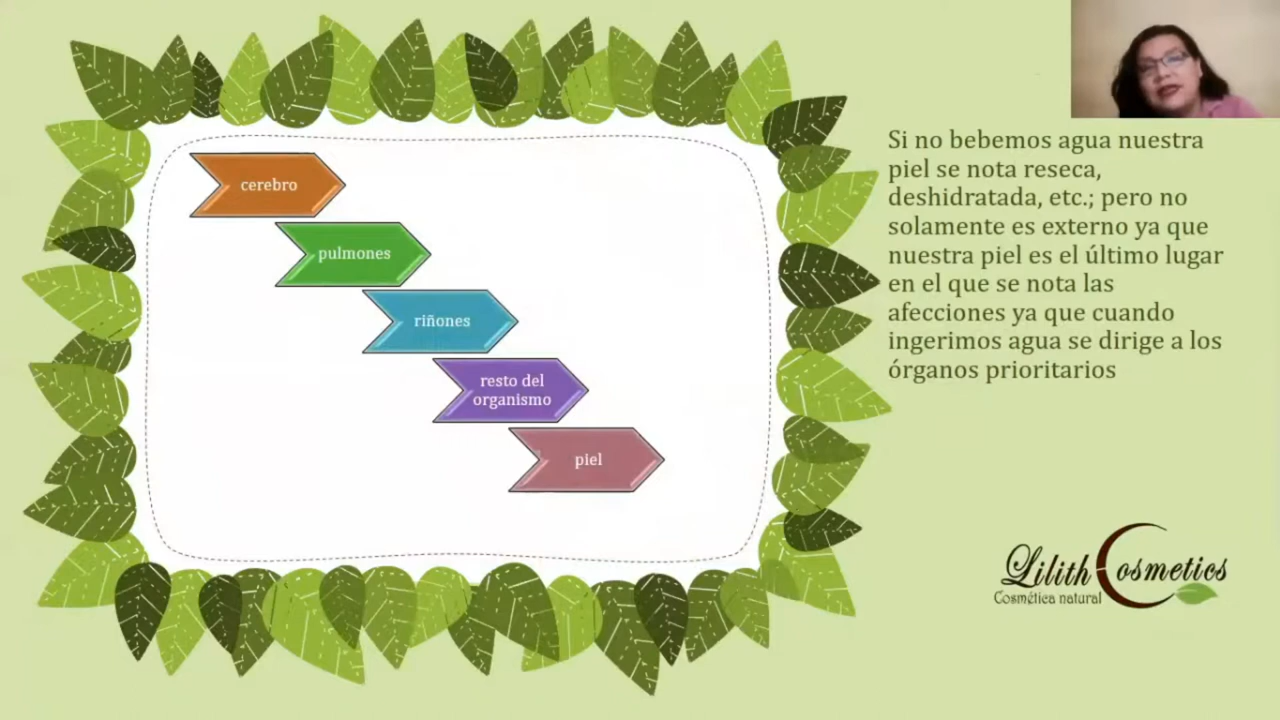 cerebro
pulmones
riñones
resto del
organismo
piel
Si no bebemos agua nuestra
piel se nota reseca,
deshidratada, etc.; pero no
solamente es externo ya que
nuestra piel es el último lugar
en el que se nota las
afecciones ya que cuando
ingerimos agua se dirige a los
órganos prioritarios
Lilith Cosmetics
Cosmética natural